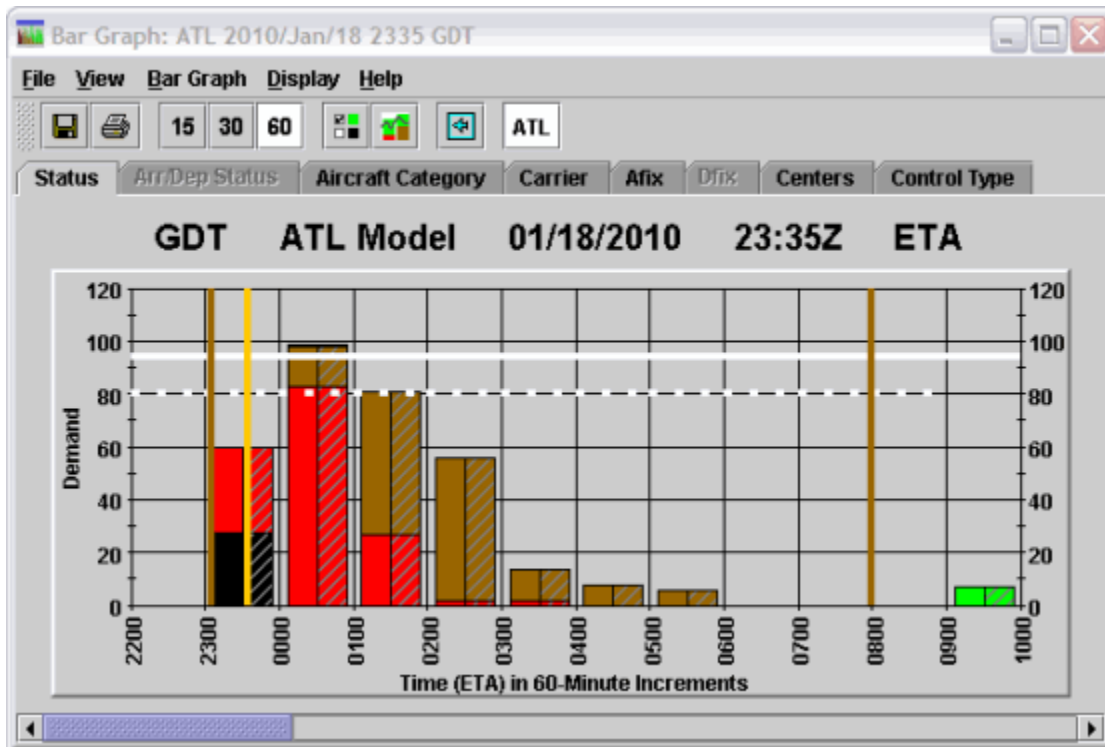 Bar Graph: ATL 2010/Jan/18 2335 GDT
File View Bar Graph Display Help
15 30 60 ATL
Status Arr/Dep Status Aircraft Category Carrier Afix Dfix Centers Control Type
GDT ATL Model 01/18/2010 23:35Z ETA
120 120
100 100
80 80
60 60
40 40
20 20
0 0
Demand
2200 2300 0000 0100 0200 0300 0400 0500 0600 0700 0800 0900 1000
Time (ETA) in 60-Minute Increments